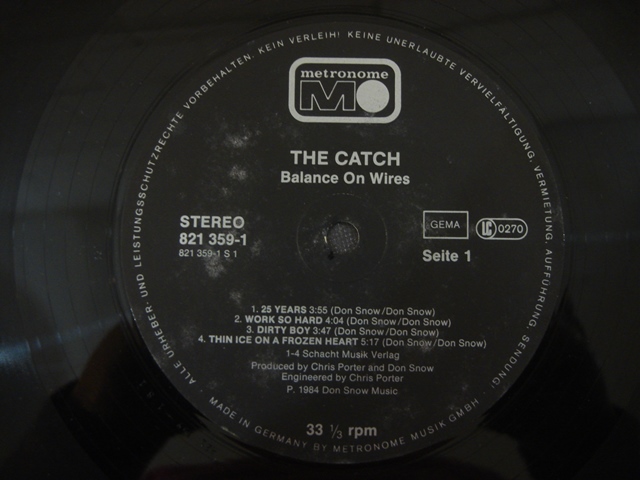 ALLE URHEBER- UND LEISTUNGSSCHUTZRECHTE VORBEHALTEN. KEIN VERLEIH! KEINE UNERLAUBTE VERVIELFÄLTIGUNG, VERMIETUNG, AUFFÜHRUNG, SENDUNG!
metronome
M
THE CATCH
Balance On Wires
STEREO
821 359-1
821 359-1 S 1
GEMA
LC 0270
Seite 1
1. 25 YEARS 3:55 (Don Snow/Don Snow)
2. WORK SO HARD 4:04 (Don Snow/Don Snow)
3. DIRTY BOY 3:47 (Don Snow/Don Snow)
4. THIN ICE ON A FROZEN HEART 5:17 (Don Snow/Don Snow)
1-4 Schacht Musik Verlag
Produced by Chris Porter and Don Snow
Engineered by Chris Porter
P. 1984 Don Snow Music
33 1/3 rpm
MADE IN GERMANY BY METRONOME MUSIK GMBH